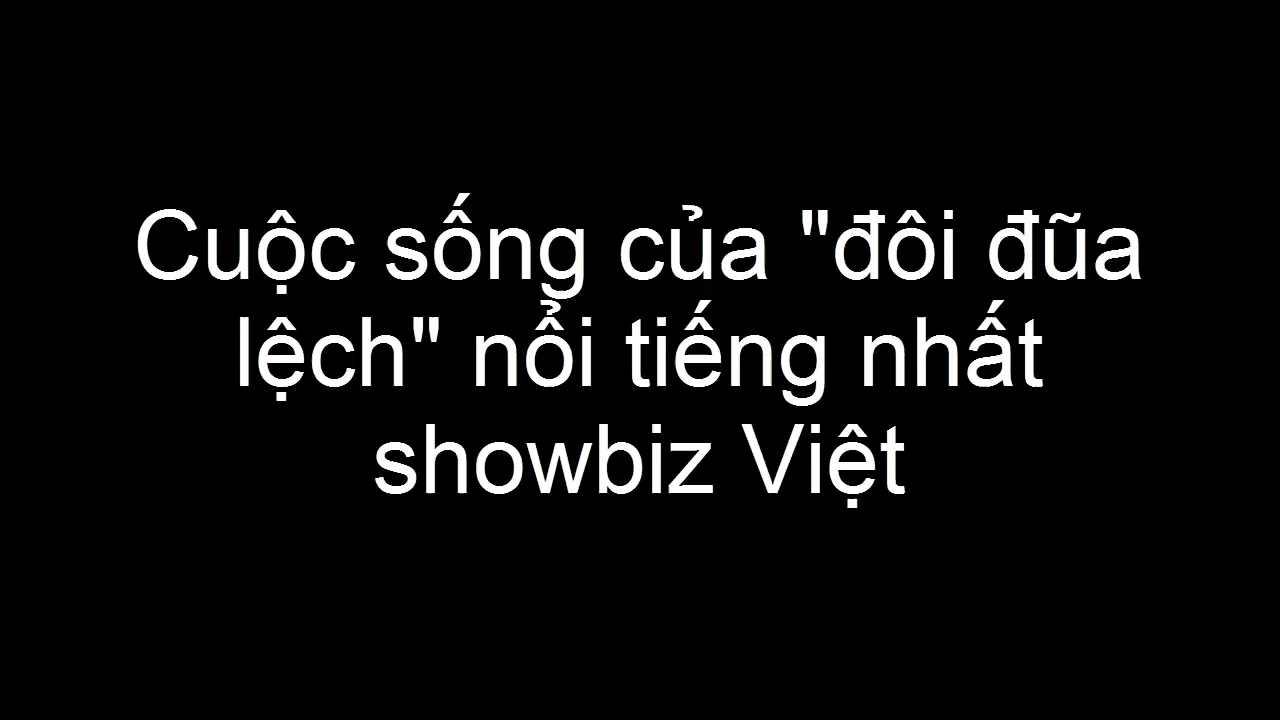 Cuộc sống của "đôi đũa
lệch" nổi tiếng nhất
showbiz Việt